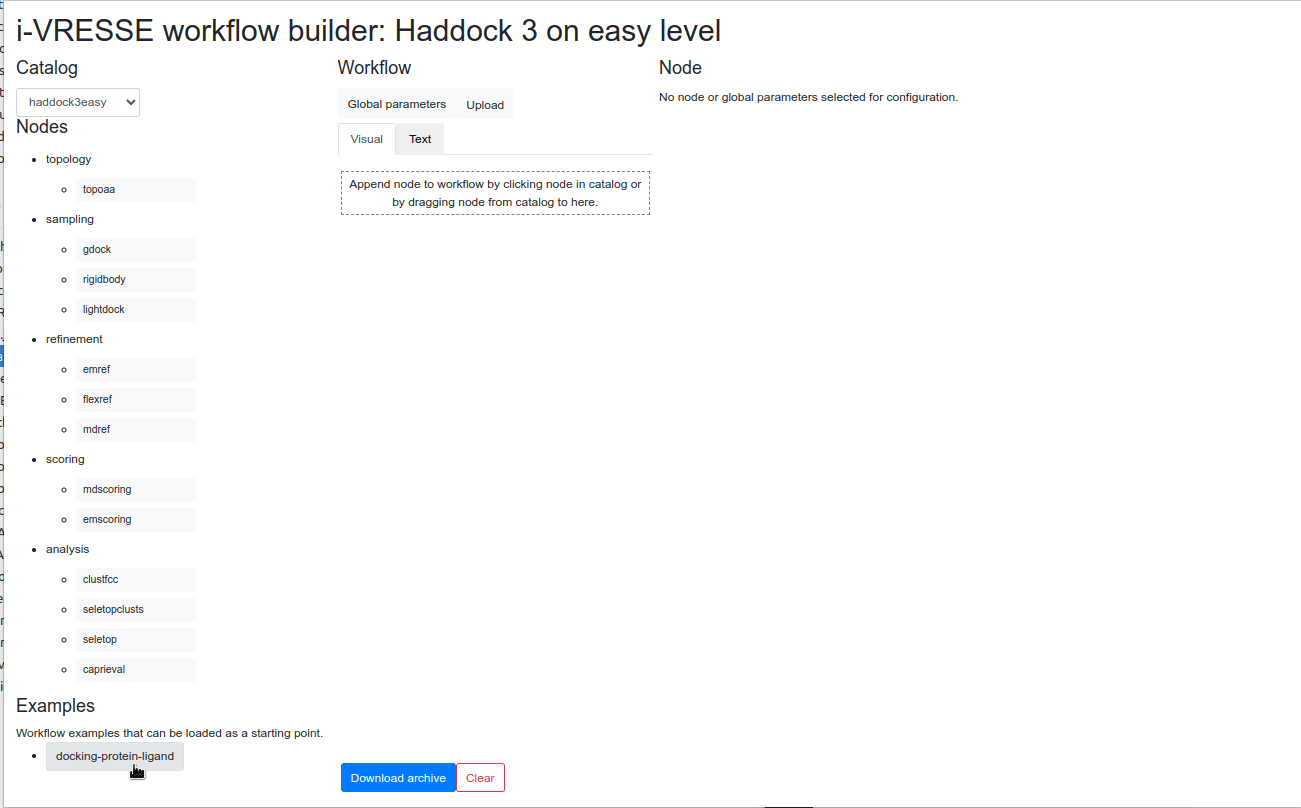 i-VRESSE workflow builder: Haddock 3 on easy level
Catalog
haddock3easy
Nodes
topology
topoaa
sampling
gdock
rigidbody
lightdock
refinement
emref
flexref
mdref
scoring
mdscoring
emscoring
analysis
clustfcc
seletopclusts
seletop
caprieval
Examples
Workflow examples that can be loaded as a starting point.
docking-protein-ligand
Workflow
Global parameters Upload
Visual Text
Append node to workflow by clicking node in catalog or
by dragging node from catalog to here.
Download archive Clear
Node
No node or global parameters selected for configuration.